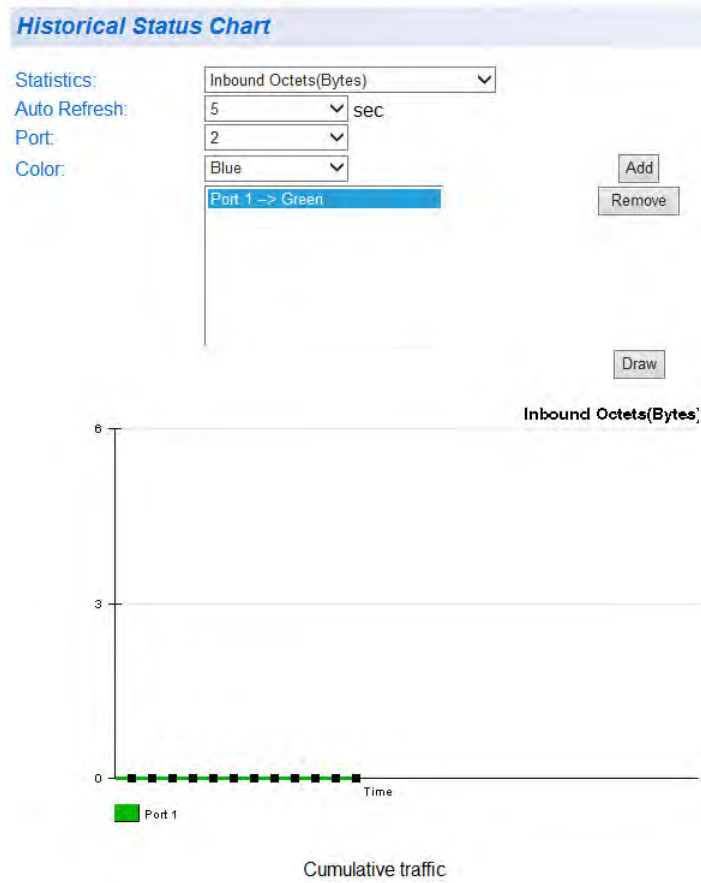 Historical Status Chart
Statistics: Inbound Octets(Bytes)
Auto Refresh: 5 sec
Port: 2
Color: Blue Add
Port 1 --> Green Remove
Draw
Inbound Octets(Bytes)
6
3
0
Time
Port 1
Cumulative traffic